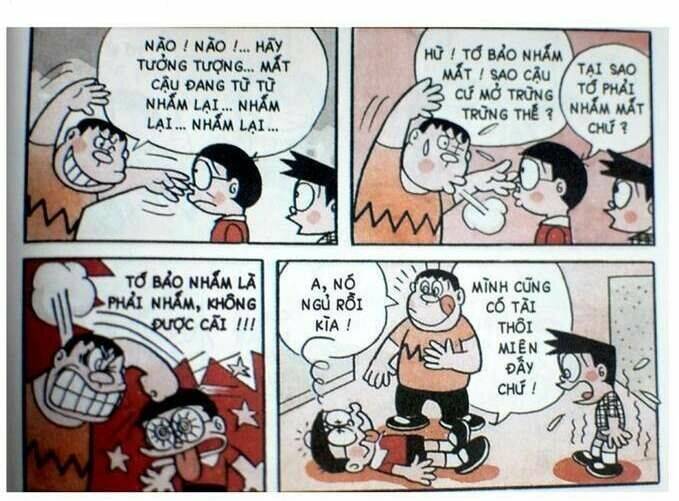 NÀO ! NÀO !... HÃY
TƯỞNG TƯỢNG... MẮT
CẬU ĐANG TỪ TỪ
NHẮM LẠI... NHẮM
LẠI... NHẮM LẠI...
HỪ ! TỚ BẢO NHẮM
MẮT ! SAO CẬU
CỨ MỞ TRỪNG
TRỪNG THẾ ?
TẠI SAO
TỚ PHẢI
NHẮM MẮT
CHỨ ?
TỚ BẢO NHẮM LÀ
PHẢI NHẮM, KHÔNG
ĐƯỢC CÃI !!!
A, NÓ
NGỦ RỒI
KÌA !
MÌNH CŨNG
CÓ TÀI
THÔI
MIÊN
ĐẤY
CHỨ !